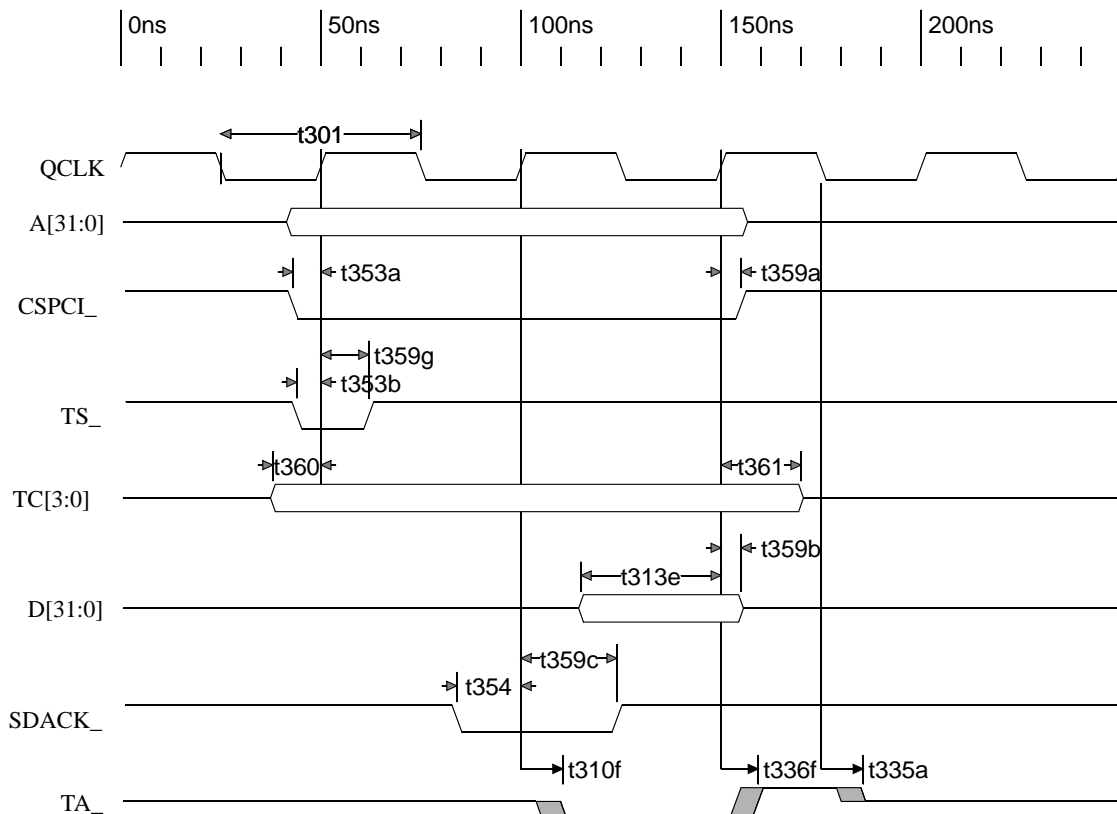 0ns 50ns 100ns 150ns 200ns
t301
QCLK
A[31:0]
t353a t359a
CSPCI_
t359g
t353b
TS_
t360 t361
TC[3:0]
t359b
t313e
D[31:0]
t359c
t354
SDACK_
t310f t336f t335a
TA_